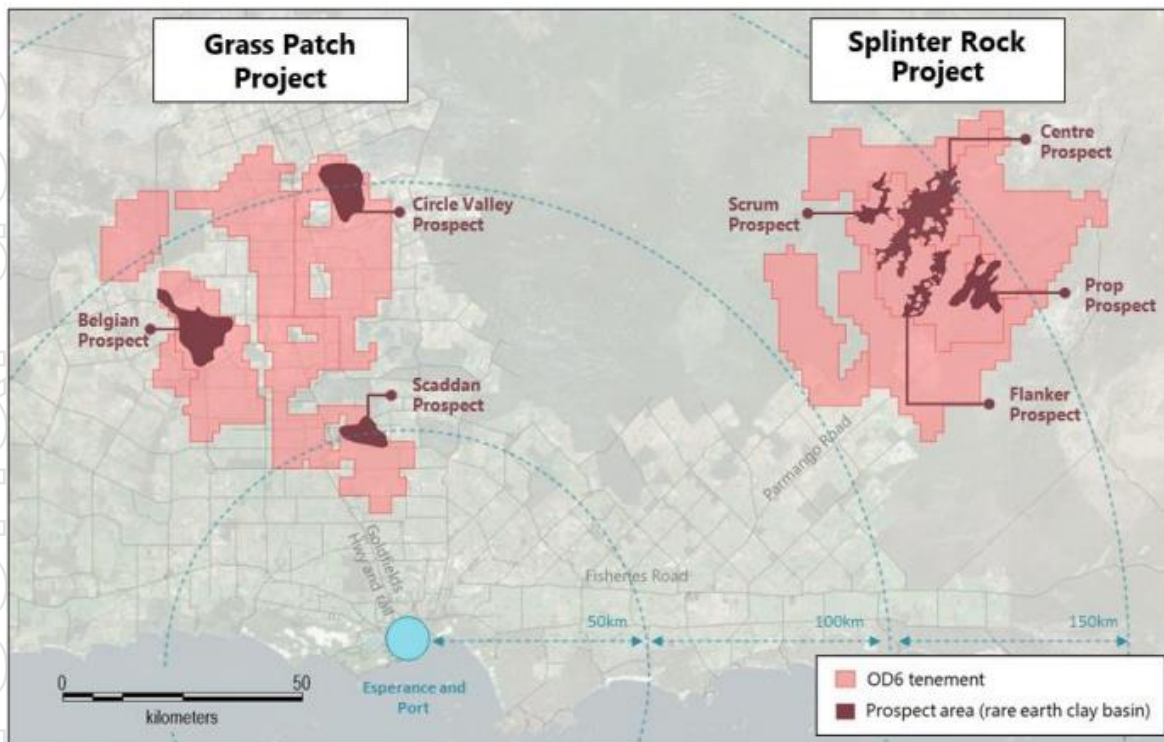 Grass Patch
Project
Splinter Rock
Project
Centre
Prospect
Scrum
Prospect
Circle Valley
Prospect
Prop
Prospect
Belgian
Prospect
Scaddan
Prospect
Flanker
Prospect
Parmango Road
Goldfields
Hwy and rail
Fisheries Road
50km
100km
150km
Esperance and
Port
0 50
kilometers
OD6 tenement
Prospect area (rare earth clay basin)